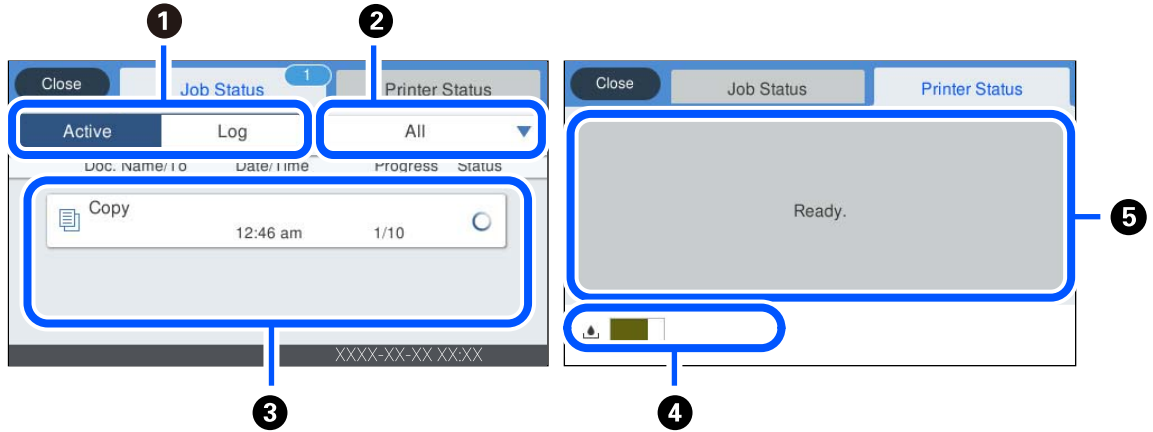 1 2
Close Job Status 1 Printer Status
Active Log All
Doc. Name/To Date/Time Progress Status
Copy
12:46 am 1/10
XXXX-XX-XX XX:XX
3
Close Job Status Printer Status
Ready.
5
4